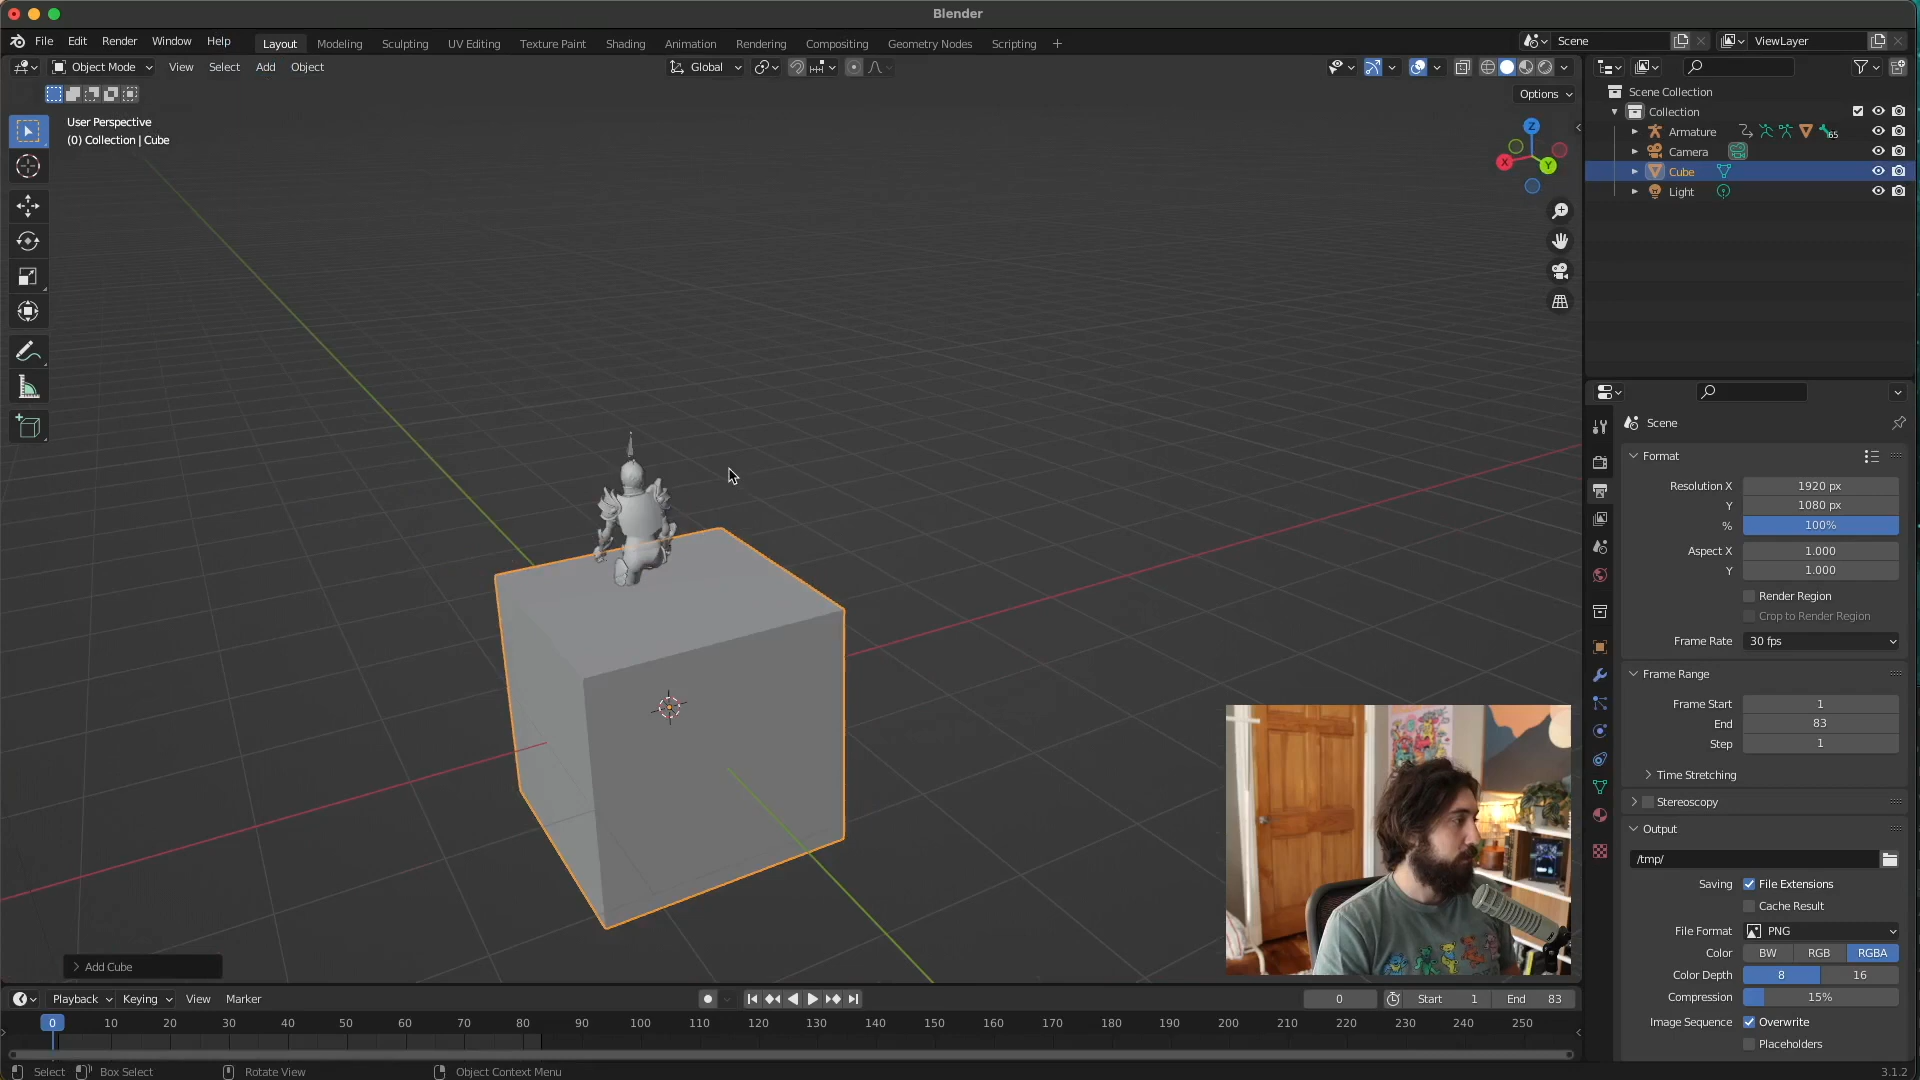 Blender
File Edit Render Window Help
Layout Modeling Sculpting UV Editing Texture Paint Shading Animation Rendering Compositing Geometry Nodes Scripting +
Scene
ViewLayer
Object Mode View Select Add Object
Global
Options
User Perspective
(0) Collection | Cube
Z
X
Y
Scene Collection
Collection
Armature
65
Camera
Cube
Light
Scene
Format
Resolution X 1920 px
Y 1080 px
% 100%
Aspect X 1.000
Y 1.000
Render Region
Crop to Render Region
Frame Rate 30 fps
Frame Range
Frame Start 1
End 83
Step 1
Time Stretching
Stereoscopy
Output
/tmp/
Saving File Extensions
Cache Result
File Format PNG
Color BW RGB RGBA
Color Depth 8 16
Compression 15%
Image Sequence Overwrite
Placeholders
Add Cube
Playback Keying View Marker
0 Start 1 End 83
0 10 20 30 40 50 60 70 80 90 100 110 120 130 140 150 160 170 180 190 200 210 220 230 240 250
Select Box Select Rotate View Object Context Menu
3.1.2